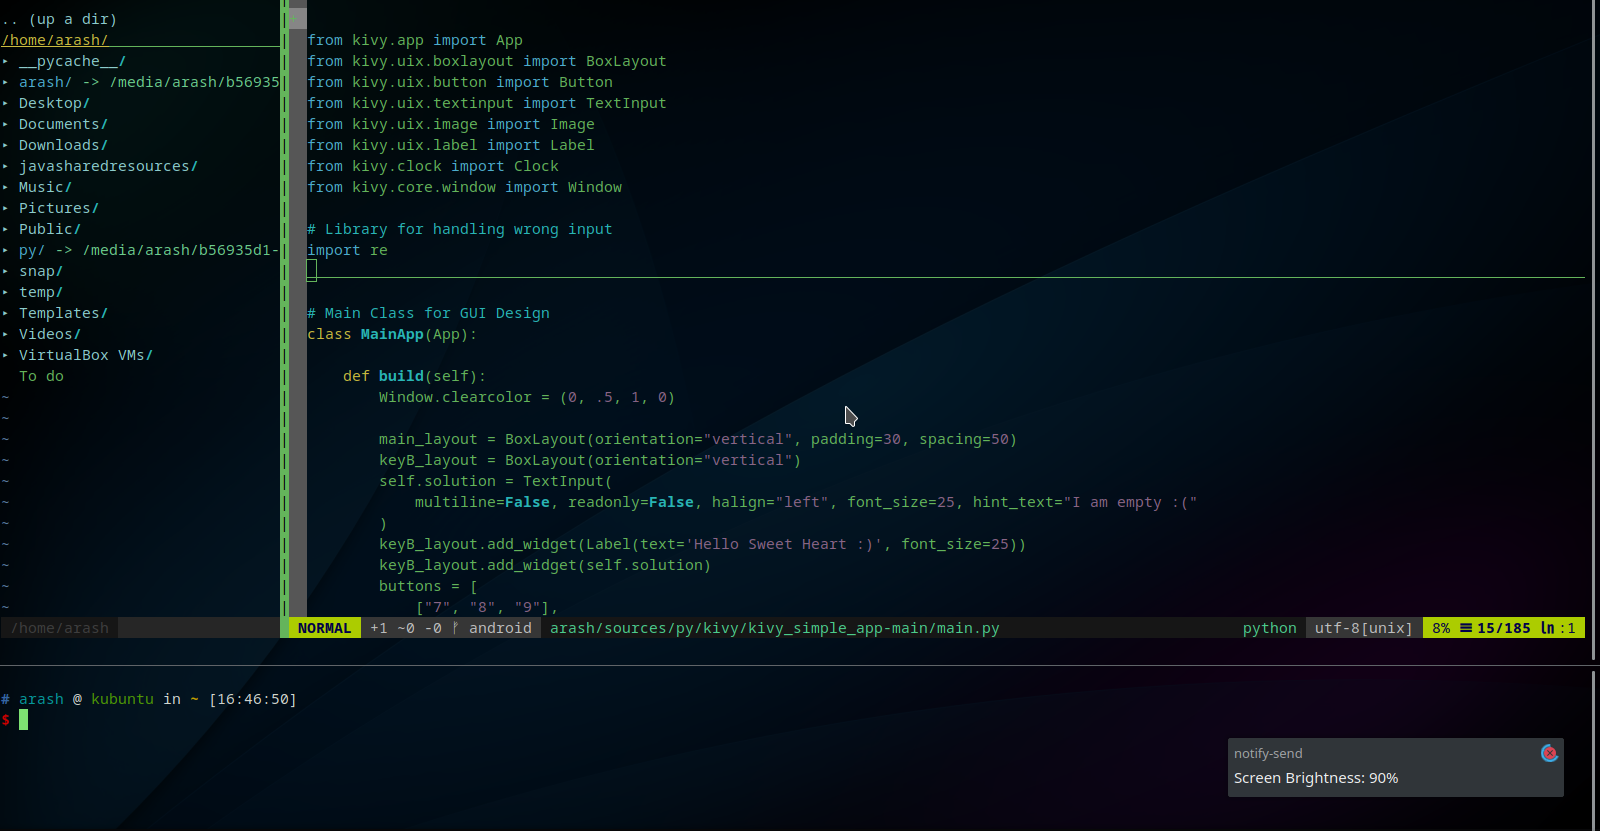 .. (up a dir)
/home/arash/
▸ __pycache__/
▸ arash/ -> /media/arash/b56935
▸ Desktop/
▸ Documents/
▸ Downloads/
▸ javasharedresources/
▸ Music/
▸ Pictures/
▸ Public/
▸ py/ -> /media/arash/b56935d1-
▸ snap/
▸ temp/
▸ Templates/
▸ Videos/
▸ VirtualBox VMs/
To do
~
~
~
~
~
~
~
~
~
~
~
/home/arash
+
from kivy.app import App
from kivy.uix.boxlayout import BoxLayout
from kivy.uix.button import Button
from kivy.uix.textinput import TextInput
from kivy.uix.image import Image
from kivy.uix.label import Label
from kivy.clock import Clock
from kivy.core.window import Window
# Library for handling wrong input
import re
# Main Class for GUI Design
class MainApp(App):
    def build(self):
        Window.clearcolor = (0, .5, 1, 0)
        main_layout = BoxLayout(orientation="vertical", padding=30, spacing=50)
        keyB_layout = BoxLayout(orientation="vertical")
        self.solution = TextInput(
            multiline=False, readonly=False, halign="left", font_size=25, hint_text="I am empty :("
        )
        keyB_layout.add_widget(Label(text='Hello Sweet Heart :)', font_size=25))
        keyB_layout.add_widget(self.solution)
        buttons = [
            ["7", "8", "9"],
NORMAL +1 ~0 -0 ᚠ android arash/sources/py/kivy/kivy_simple_app-main/main.py python utf-8[unix] 8% ☰ 15/185 ㏑:1
# arash @ kubuntu in ~ [16:46:50]
$
notify-send
Screen Brightness: 90%